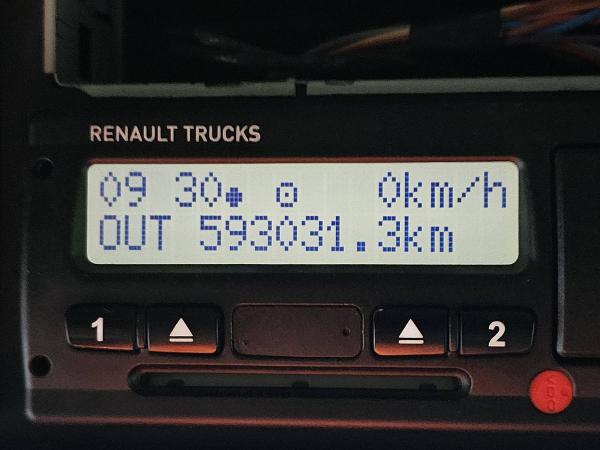 RENAULT TRUCKS
09 30 0km/h
OUT 593031.3km
1 2